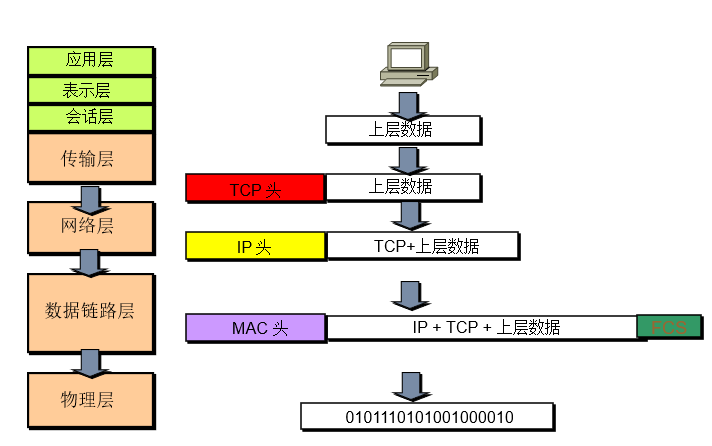 应用层
表示层
会话层
传输层
网络层
数据链路层
物理层
上层数据
TCP 头
上层数据
IP 头
TCP+上层数据
MAC 头
IP + TCP + 上层数据
FCS
0101110101001000010